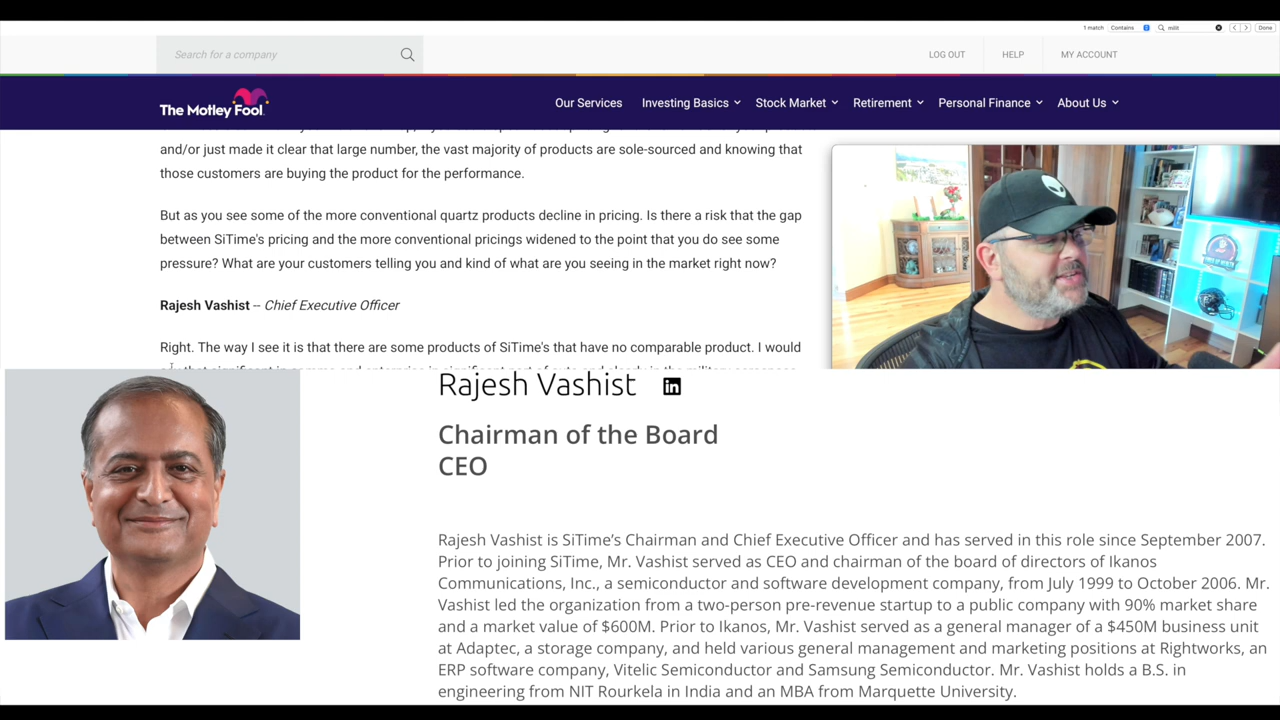 1 match Contains milli Done
Search for a company LOG OUT HELP MY ACCOUNT
The Motley Fool. Our Services Investing Basics Stock Market Retirement Personal Finance About Us
and/or just made it clear that large number, the vast majority of products are sole-sourced and knowing that
those customers are buying the product for the performance.
But as you see some of the more conventional quartz products decline in pricing. Is there a risk that the gap
between SiTime's pricing and the more conventional pricings widened to the point that you do see some
pressure? What are your customers telling you and kind of what are you seeing in the market right now?
Rajesh Vashist -- Chief Executive Officer
Right. The way I see it is that there are some products of SiTime's that have no comparable product. I would
Rajesh Vashist in
Chairman of the Board
CEO
Rajesh Vashist is SiTime’s Chairman and Chief Executive Officer and has served in this role since September 2007.
Prior to joining SiTime, Mr. Vashist served as CEO and chairman of the board of directors of Ikanos
Communications, Inc., a semiconductor and software development company, from July 1999 to October 2006. Mr.
Vashist led the organization from a two-person pre-revenue startup to a public company with 90% market share
and a market value of $600M. Prior to Ikanos, Mr. Vashist served as a general manager of a $450M business unit
at Adaptec, a storage company, and held various general management and marketing positions at Rightworks, an
ERP software company, Vitelic Semiconductor and Samsung Semiconductor. Mr. Vashist holds a B.S. in
engineering from NIT Rourkela in India and an MBA from Marquette University.